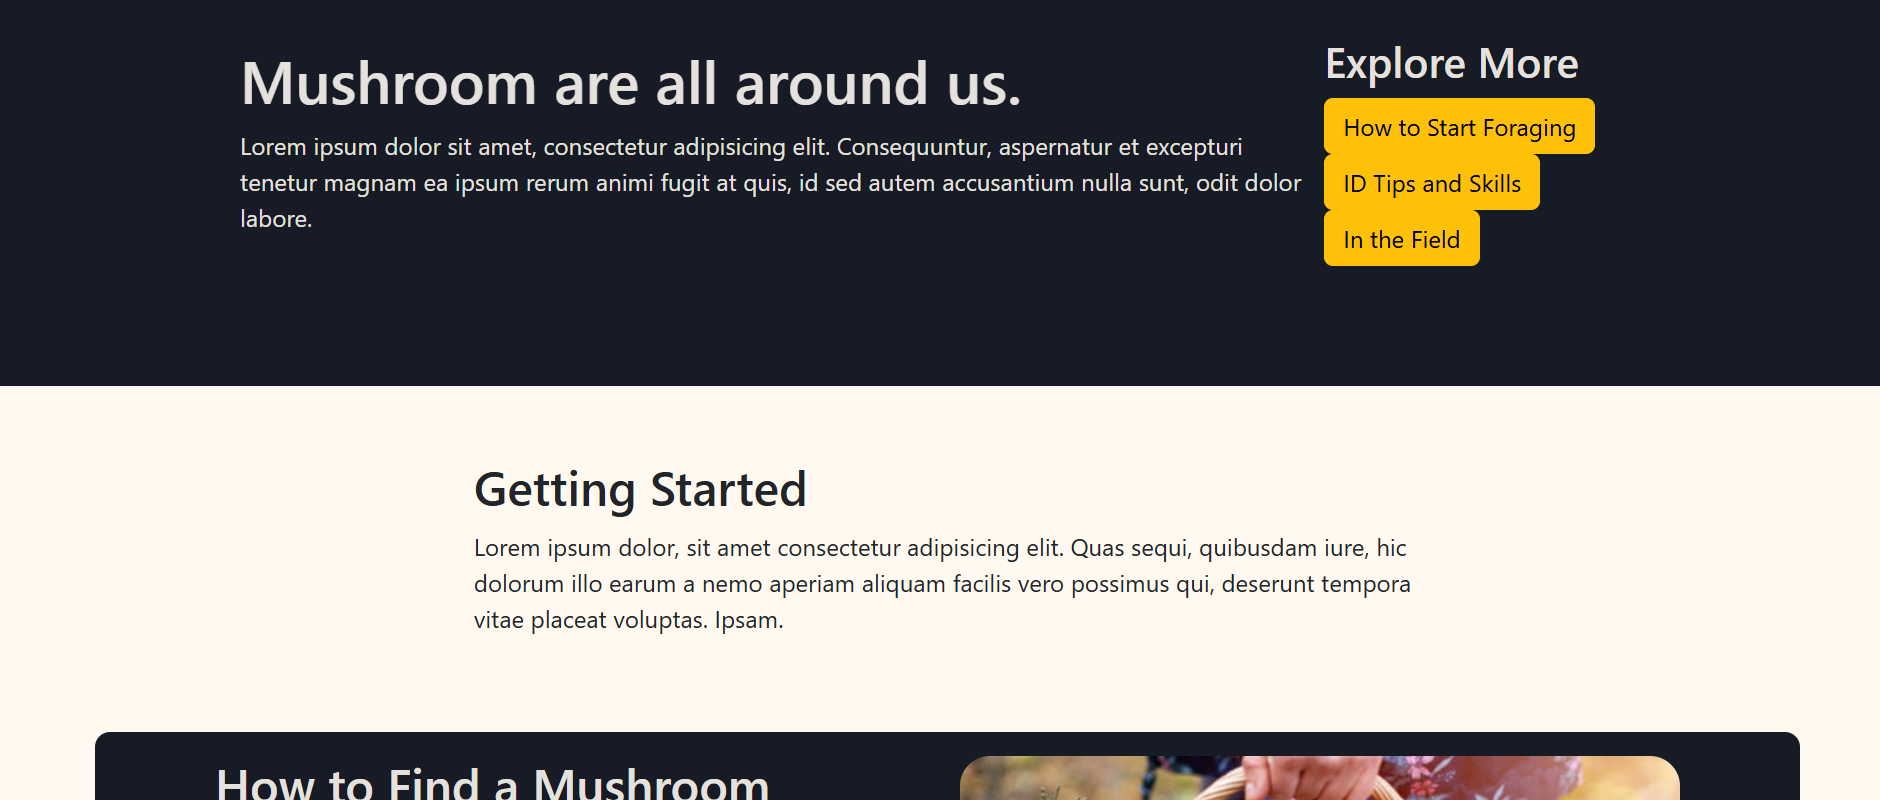 Mushroom are all around us.
Lorem ipsum dolor sit amet, consectetur adipisicing elit. Consequuntur, aspernatur et excepturi
tenetur magnam ea ipsum rerum animi fugit at quis, id sed autem accusantium nulla sunt, odit dolor
labore.
Explore More
How to Start Foraging
ID Tips and Skills
In the Field
Getting Started
Lorem ipsum dolor, sit amet consectetur adipisicing elit. Quas sequi, quibusdam iure, hic
dolorum illo earum a nemo aperiam aliquam facilis vero possimus qui, deserunt tempora
vitae placeat voluptas. Ipsam.
How to Find a Mushroom